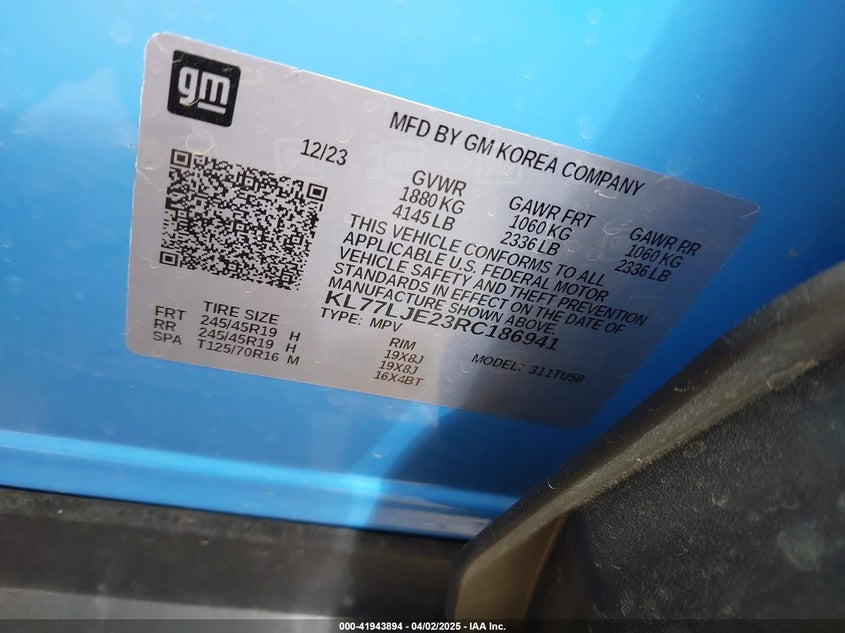 gm
MFD BY GM KOREA COMPANY
12/23
GVWR GAWR FRT GAWR RR
1880 KG 1060 KG 1060 KG
4145 LB 2336 LB 2336 LB
THIS VEHICLE CONFORMS TO ALL
APPLICABLE U.S. FEDERAL MOTOR
VEHICLE SAFETY AND THEFT PREVENTION
STANDARDS IN EFFECT ON THE DATE OF
MANUFACTURE SHOWN ABOVE.
KL77LJE23RC186941
TYPE: MPV MODEL: 311TU58
TIRE SIZE RIM
FRT 245/45R19 H 19X8J
RR 245/45R19 H 19X8J
SPA T125/70R16 M 16X4BT
000-41943894 - 04/02/2025 - IAA Inc.